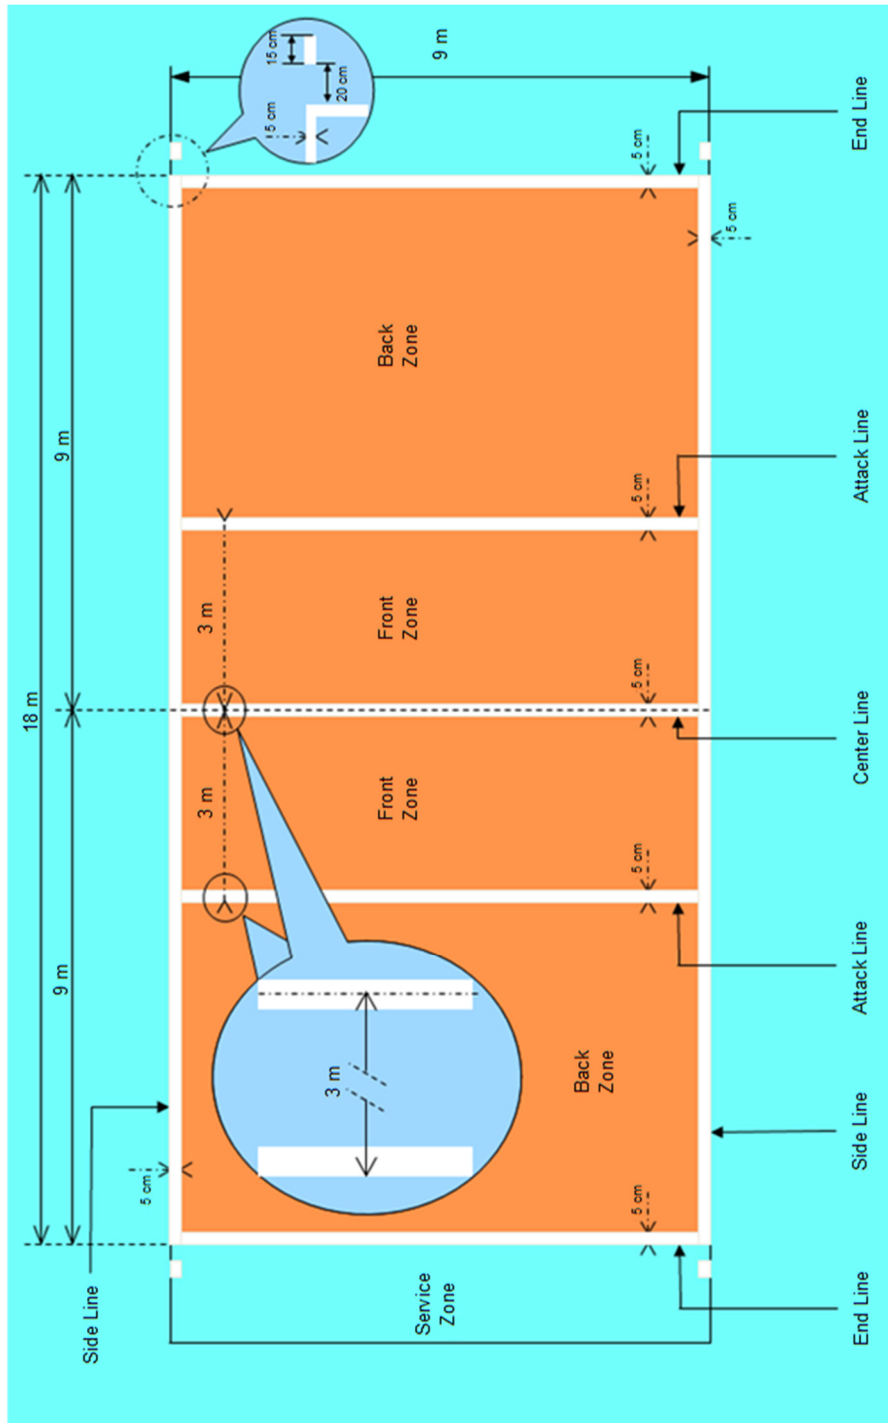 18 m
9 m
9 m
Side Line
5 cm
3 m
3 m
5 cm
15 cm
20 cm
3 m
Front
Zone
Front
Zone
Back
Zone
Service
Zone
9 m
Back
Zone
5 cm
5 cm
5 cm
5 cm
5 cm
5 cm
End Line
Side Line
Attack Line
Center Line
Attack Line
End Line